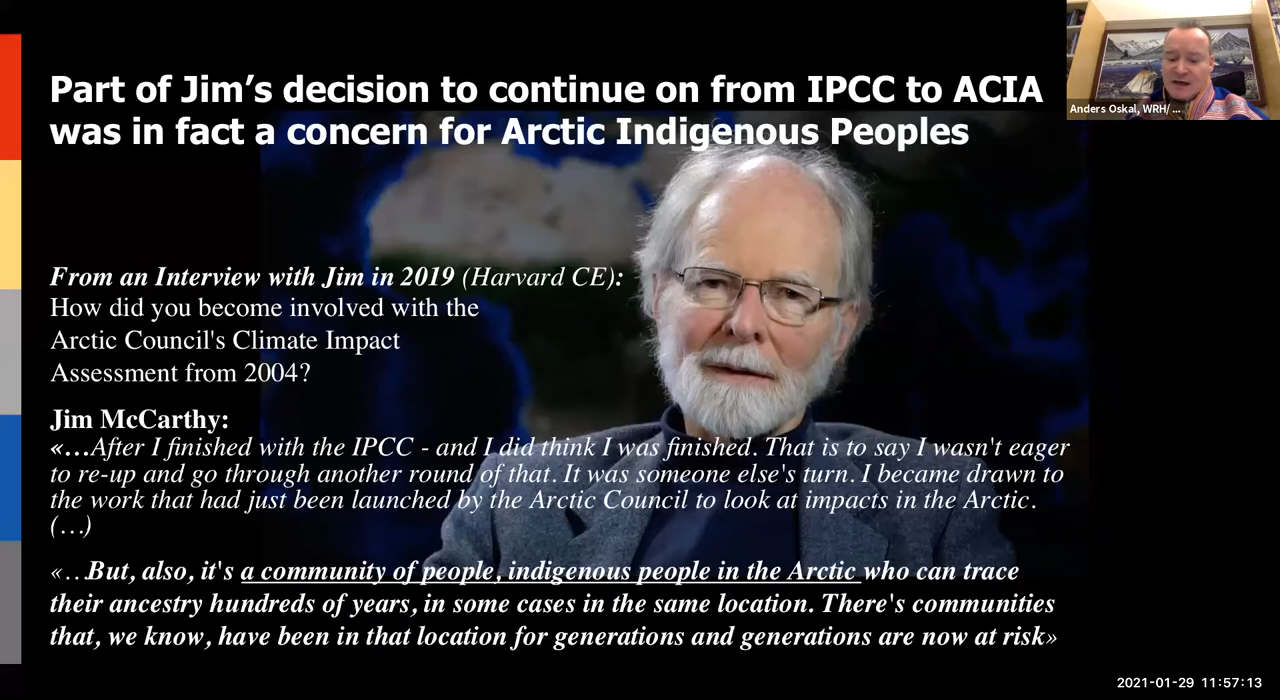 Part of Jim’s decision to continue on from IPCC to ACIA
was in fact a concern for Arctic Indigenous Peoples
Anders Oskal, WRH/ ...
From an Interview with Jim in 2019 (Harvard CE):
How did you become involved with the
Arctic Council's Climate Impact
Assessment from 2004?
Jim McCarthy:
«…After I finished with the IPCC - and I did think I was finished. That is to say I wasn't eager
to re-up and go through another round of that. It was someone else's turn. I became drawn to
the work that had just been launched by the Arctic Council to look at impacts in the Arctic.
(…)
«…But, also, it's a community of people, indigenous people in the Arctic who can trace
their ancestry hundreds of years, in some cases in the same location. There's communities
that, we know, have been in that location for generations and generations are now at risk»
2021-01-29 11:57:13